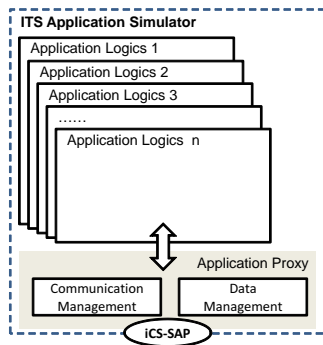 ITS Application Simulator
Application Logics 1
Application Logics 2
Application Logics 3
......
Application Logics n
Application Proxy
Communication Management
Data Management
iCS-SAP